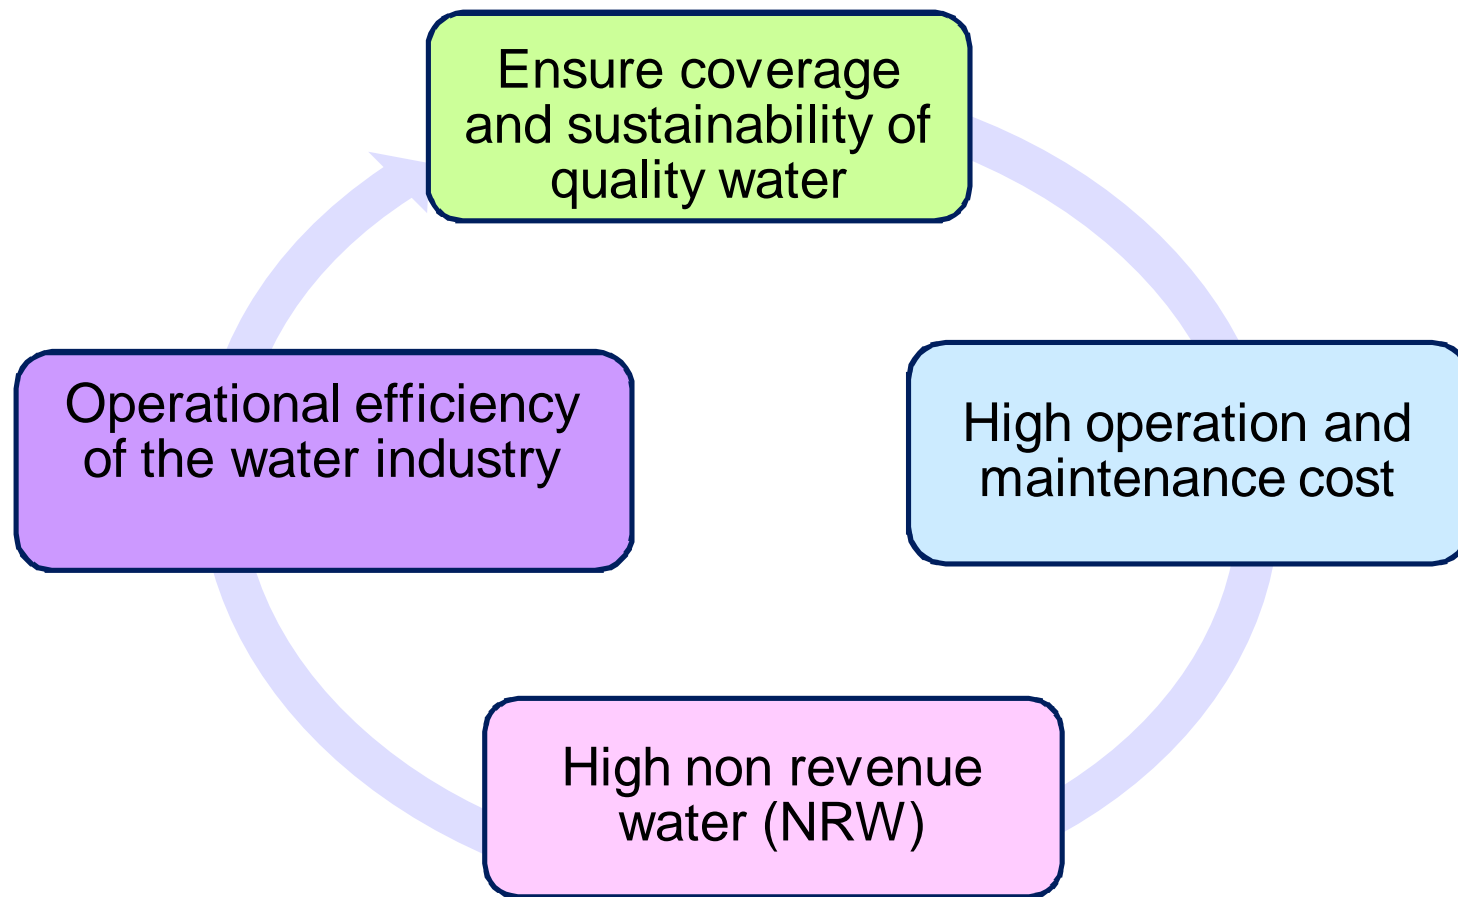 Ensure coverage
and sustainability of
quality water
Operational efficiency
of the water industry
High operation and
maintenance cost
High non revenue
water (NRW)